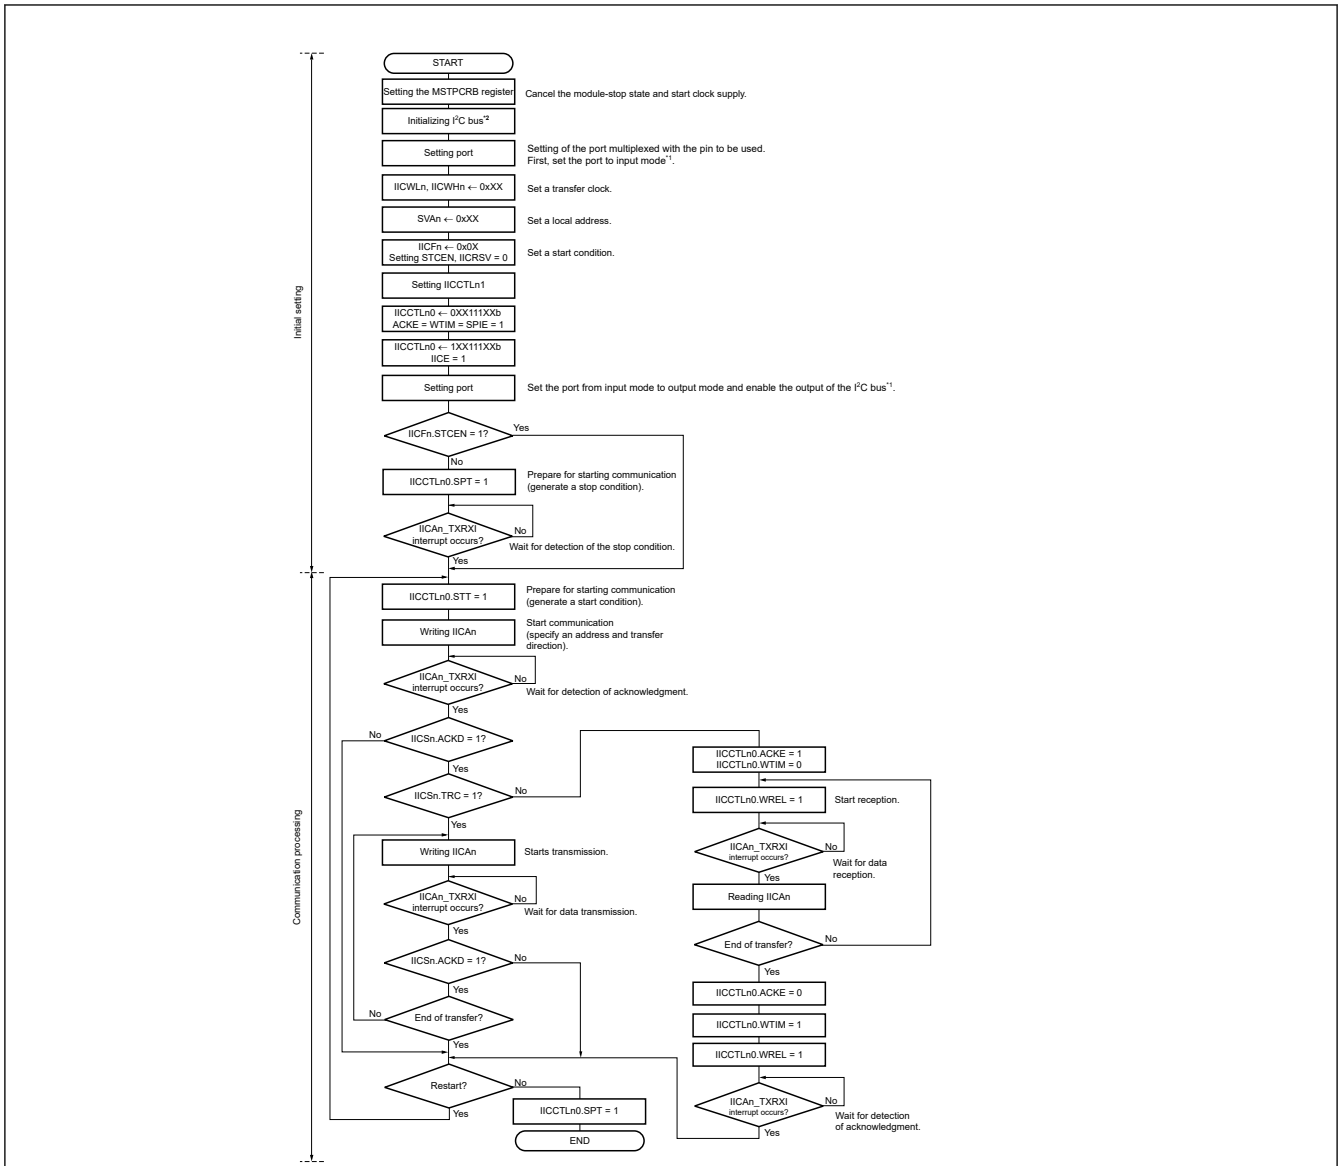 START
Setting the MSTPCRB register
Cancel the module-stop state and start clock supply.
Initializing I²C bus*2
Setting port
Setting of the port multiplexed with the pin to be used.
First, set the port to input mode*1.
IICWLn, IICWHn ← 0xXX
Set a transfer clock.
SVAn ← 0xXX
Set a local address.
IICFn ← 0x0X
Setting STCEN, IICRSV = 0
Set a start condition.
Setting IICCTLn1
Initial setting
IICCTLn0 ← 0XX111XXb
ACKE = WTIM = SPIE = 1
IICCTLn0 ← 1XX111XXb
IICE = 1
Setting port
Set the port from input mode to output mode and enable the output of the I²C bus*1.
IICFn.STCEN = 1?
Yes
No
IICCTLn0.SPT = 1
Prepare for starting communication
(generate a stop condition).
IICAn_TXRXI
interrupt occurs?
No
Wait for detection of the stop condition.
Yes
IICCTLn0.STT = 1
Prepare for starting communication
(generate a start condition).
Writing IICAn
Start communication
(specify an address and transfer
direction).
IICAn_TXRXI
interrupt occurs?
No
Wait for detection of acknowledgment.
Yes
No
IICSn.ACKD = 1?
Yes
IICSn.TRC = 1?
No
Yes
Communication processing
Writing IICAn
Starts transmission.
IICAn_TXRXI
interrupt occurs?
No
Wait for data transmission.
Yes
IICSn.ACKD = 1?
No
Yes
No
End of transfer?
Yes
Restart?
No
Yes
IICCTLn0.SPT = 1
END
IICCTLn0.ACKE = 1
IICCTLn0.WTIM = 0
IICCTLn0.WREL = 1
Start reception.
IICAn_TXRXI
interrupt occurs?
No
Wait for data
reception.
Yes
Reading IICAn
End of transfer?
No
Yes
IICCTLn0.ACKE = 0
IICCTLn0.WTIM = 1
IICCTLn0.WREL = 1
IICAn_TXRXI
interrupt occurs?
No
Wait for detection
of acknowledgment.
Yes